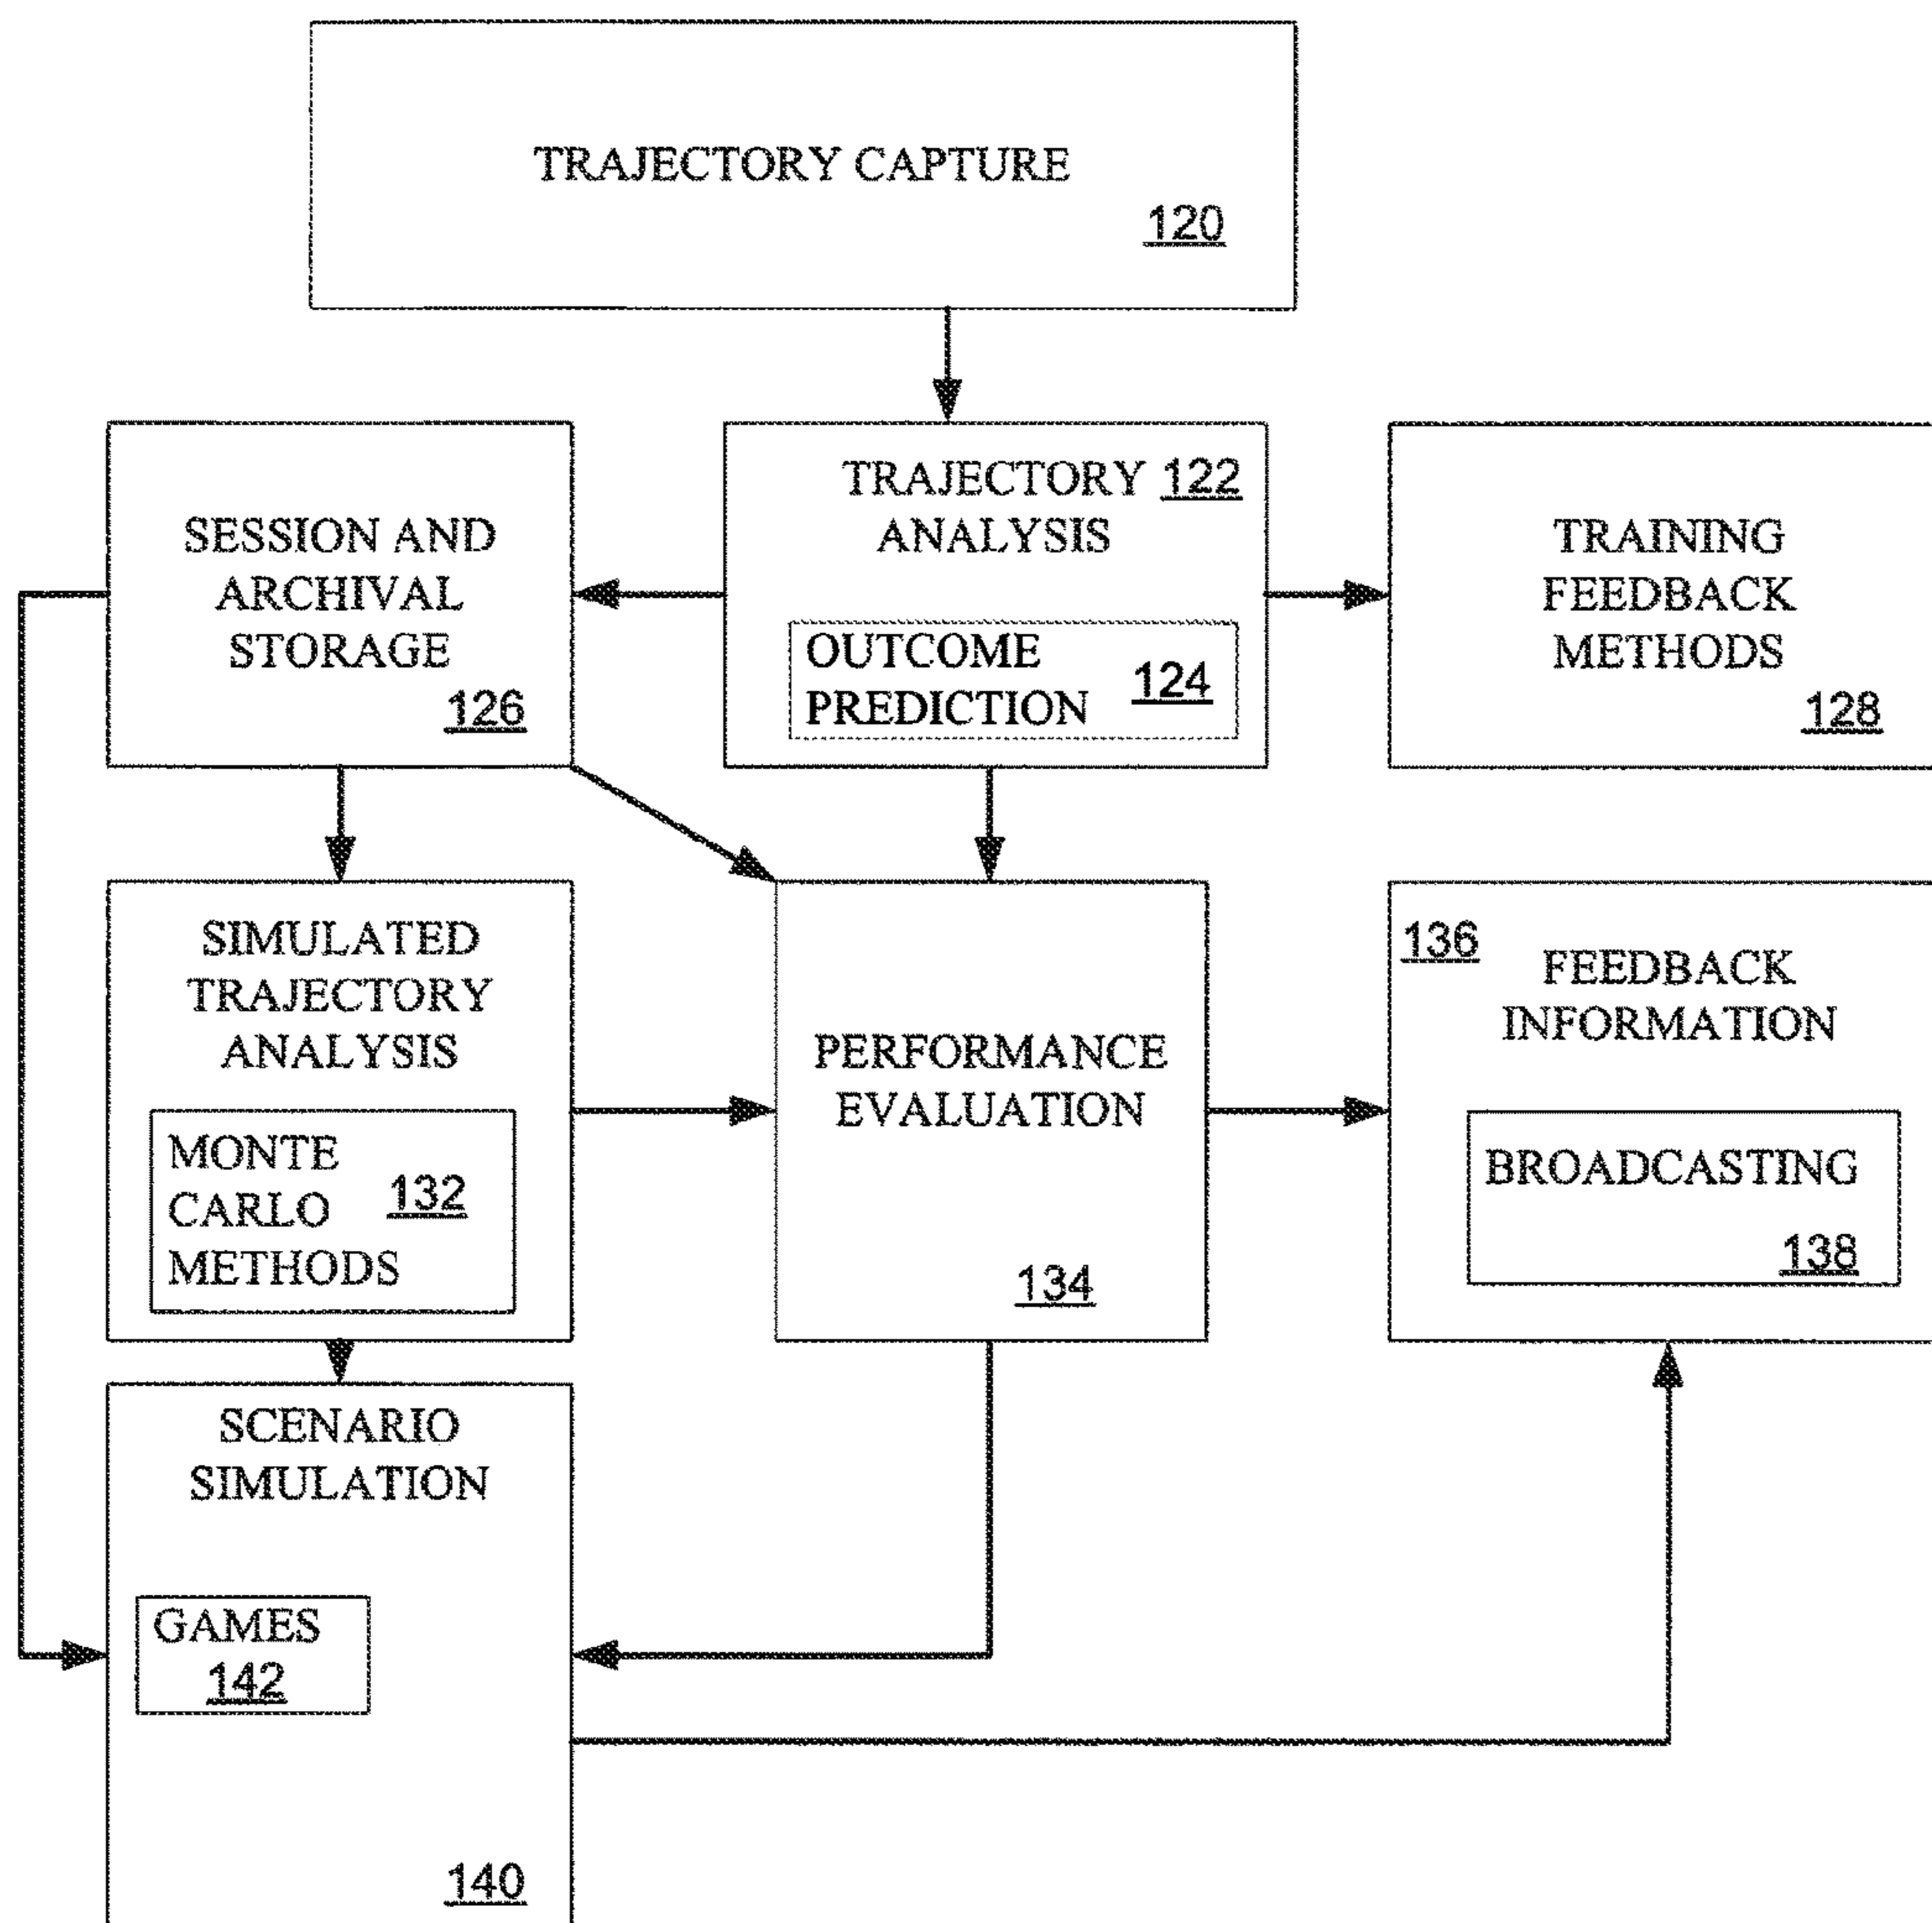 TRAJECTORY CAPTURE
120
SESSION AND
ARCHIVAL
STORAGE
126
TRAJECTORY 122
ANALYSIS
OUTCOME
PREDICTION 124
TRAINING
FEEDBACK
METHODS
128
SIMULATED
TRAJECTORY
ANALYSIS
MONTE
CARLO 132
METHODS
PERFORMANCE
EVALUATION
134
136
FEEDBACK
INFORMATION
BROADCASTING
138
SCENARIO
SIMULATION
GAMES
142
140